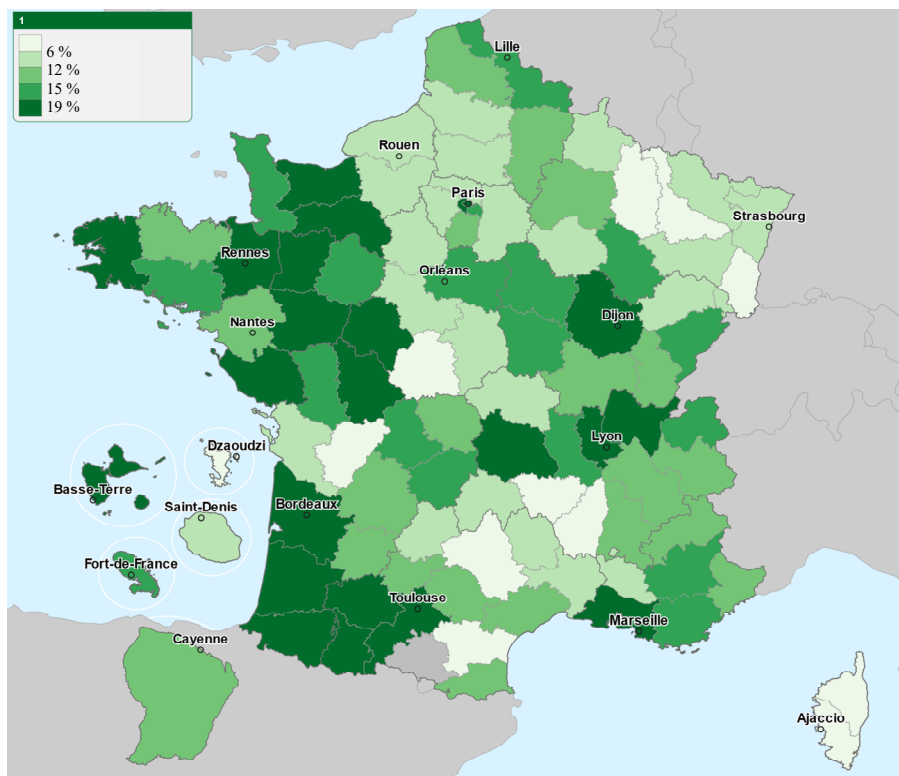 1
6 %
12 %
15 %
19 %
Lille
Rouen
Paris
Strasbourg
Rennes
Orléans
Nantes
Dijon
Dzaoudzi
Lyon
Basse-Terre
Saint-Denis
Bordeaux
Fort-de-France
Toulouse
Marseille
Cayenne
Ajaccio